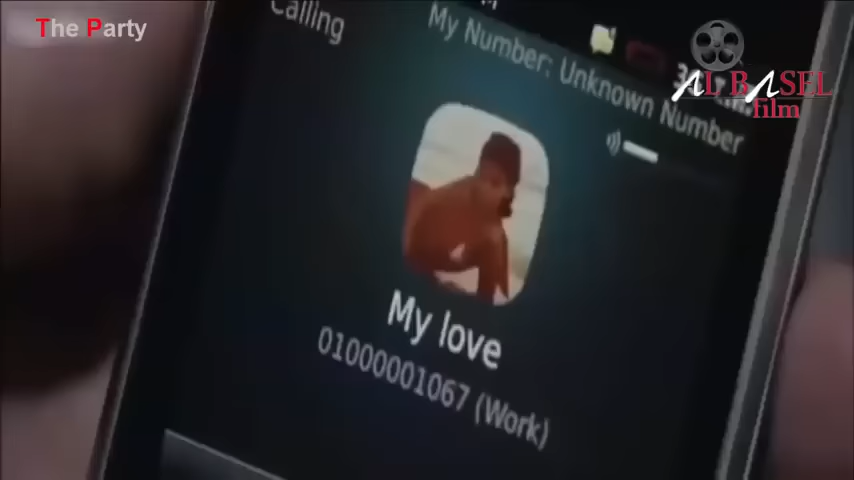 The Party
Calling
My Number: Unknown Number
AL BASEL
film
My love
01000001067 (Work)